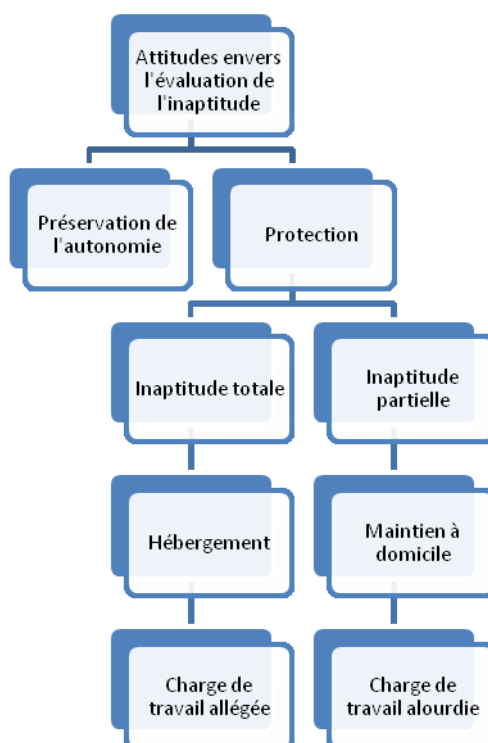 Attitudes envers
l'évaluation de
l'inaptitude
Préservation de
l'autonomie
Protection
Inaptitude totale
Inaptitude
partielle
Hébergement
Maintien à
domicile
Charge de
travail allégée
Charge de
travail alourdie